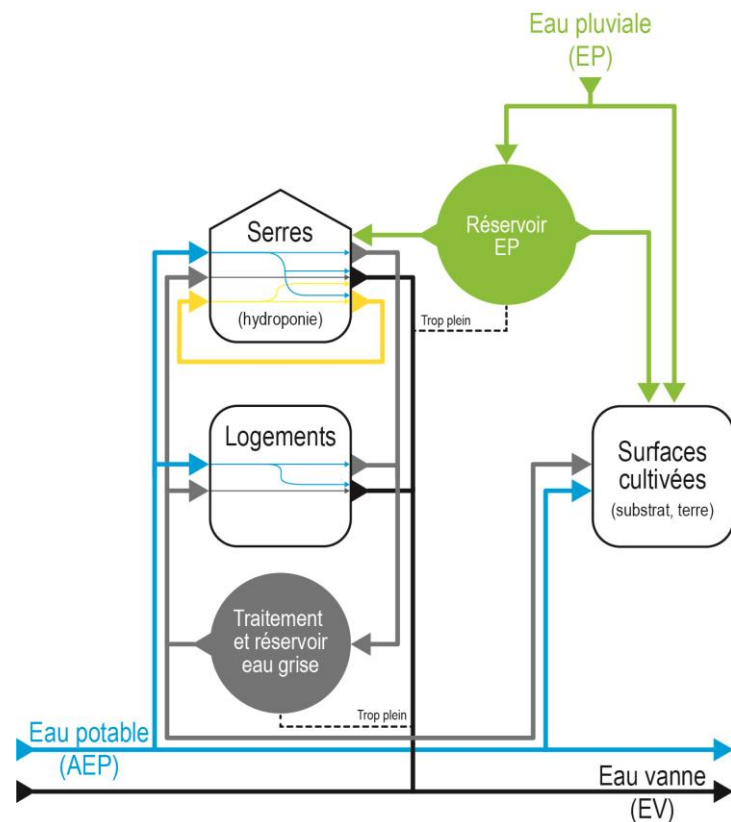 Eau pluviale
(EP)
Réservoir
EP
Serres
(hydroponie)
Trop plein
Logements
Surfaces
cultivées
(substrat, terre)
Traitement
et réservoir
eau grise
Trop plein
Eau potable
(AEP)
Eau vanne
(EV)